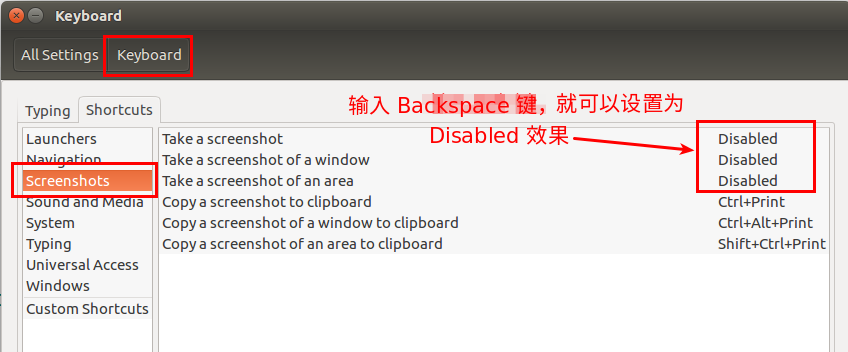 Keyboard
All Settings
Keyboard
Typing
Shortcuts
输入 Backspace 键，就可以设置为
Disabled 效果
Launchers
Navigation
Screenshots
Sound and Media
System
Typing
Universal Access
Windows
Custom Shortcuts
Take a screenshot Disabled
Take a screenshot of a window Disabled
Take a screenshot of an area Disabled
Copy a screenshot to clipboard Ctrl+Print
Copy a screenshot of a window to clipboard Ctrl+Alt+Print
Copy a screenshot of an area to clipboard Shift+Ctrl+Print